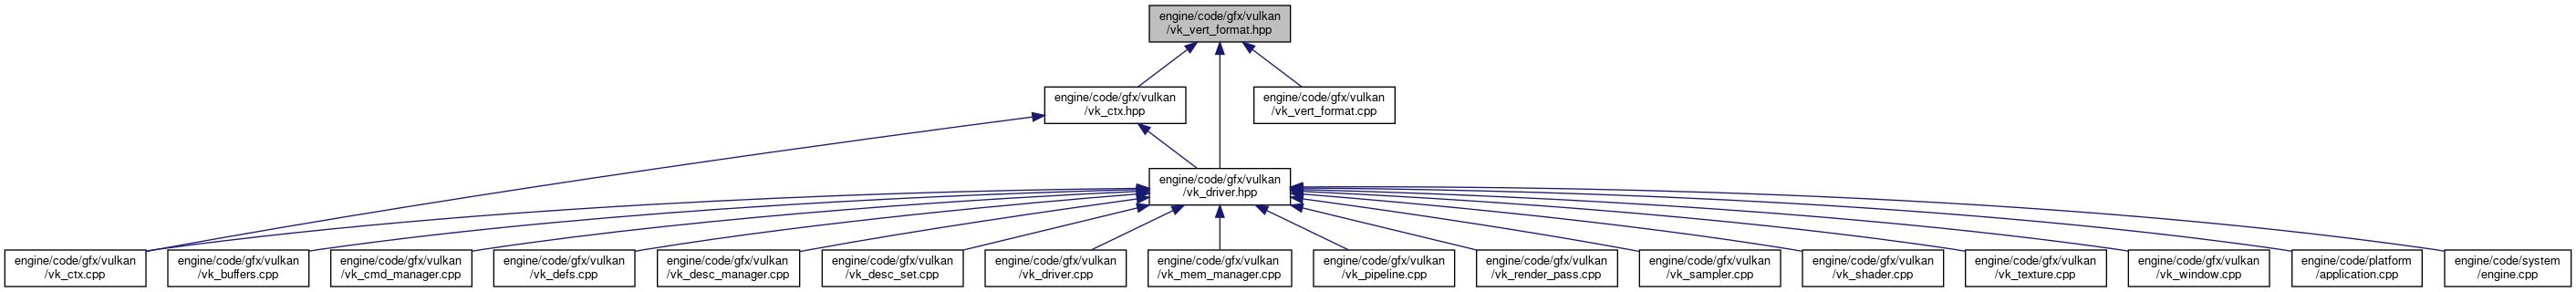 engine/code/gfx/vulkan
/vk_vert_format.hpp
engine/code/gfx/vulkan
/vk_ctx.hpp
engine/code/gfx/vulkan
/vk_vert_format.cpp
engine/code/gfx/vulkan
/vk_driver.hpp
engine/code/gfx/vulkan
/vk_ctx.cpp
engine/code/gfx/vulkan
/vk_buffers.cpp
engine/code/gfx/vulkan
/vk_cmd_manager.cpp
engine/code/gfx/vulkan
/vk_defs.cpp
engine/code/gfx/vulkan
/vk_desc_manager.cpp
engine/code/gfx/vulkan
/vk_desc_set.cpp
engine/code/gfx/vulkan
/vk_driver.cpp
engine/code/gfx/vulkan
/vk_mem_manager.cpp
engine/code/gfx/vulkan
/vk_pipeline.cpp
engine/code/gfx/vulkan
/vk_render_pass.cpp
engine/code/gfx/vulkan
/vk_sampler.cpp
engine/code/gfx/vulkan
/vk_shader.cpp
engine/code/gfx/vulkan
/vk_texture.cpp
engine/code/gfx/vulkan
/vk_window.cpp
engine/code/platform
/application.cpp
engine/code/system
/engine.cpp